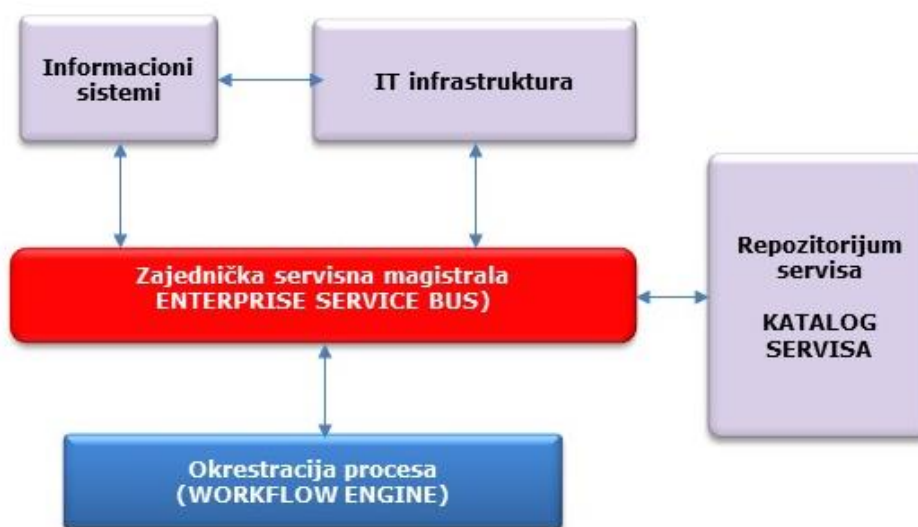 Informacioni
sistemi
IT infrastruktura
Repozitorijum
servisa
KATALOG
SERVISA
Zajednička servisna magistrala
ENTERPRISE SERVICE BUS)
Okrestracija procesa
(WORKFLOW ENGINE)